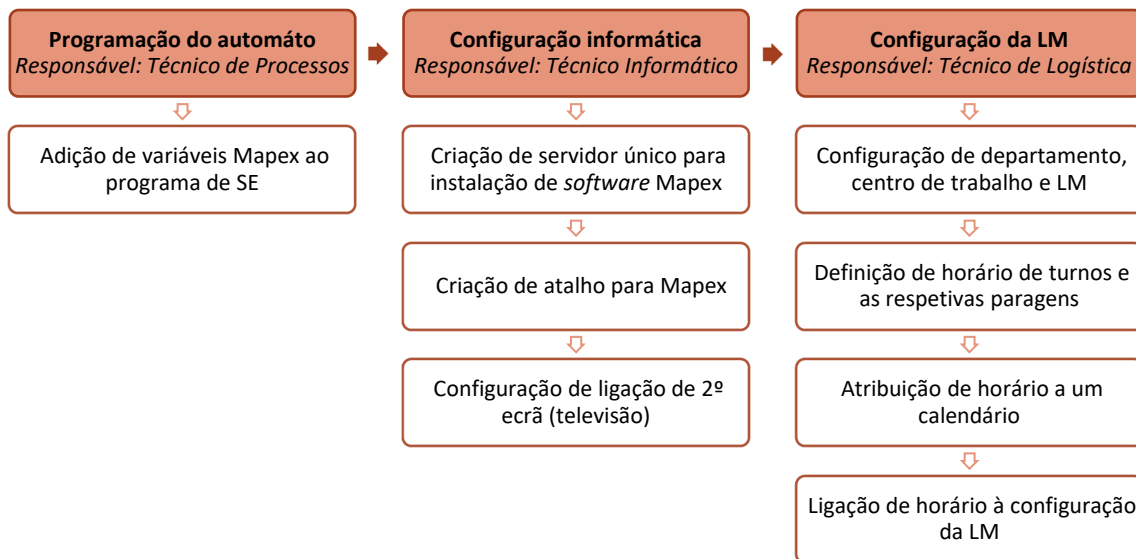 Programação do automáto
Responsável: Técnico de Processos
Adição de variáveis Mapex ao
programa de SE
Configuração informática
Responsável: Técnico Informático
Criação de servidor único para
instalação de software Mapex
Criação de atalho para Mapex
Configuração de ligação de 2º
ecrã (televisão)
Configuração da LM
Responsável: Técnico de Logística
Configuração de departamento,
centro de trabalho e LM
Definição de horário de turnos e
as respetivas paragens
Atribuição de horário a um
calendário
Ligação de horário à configuração
da LM